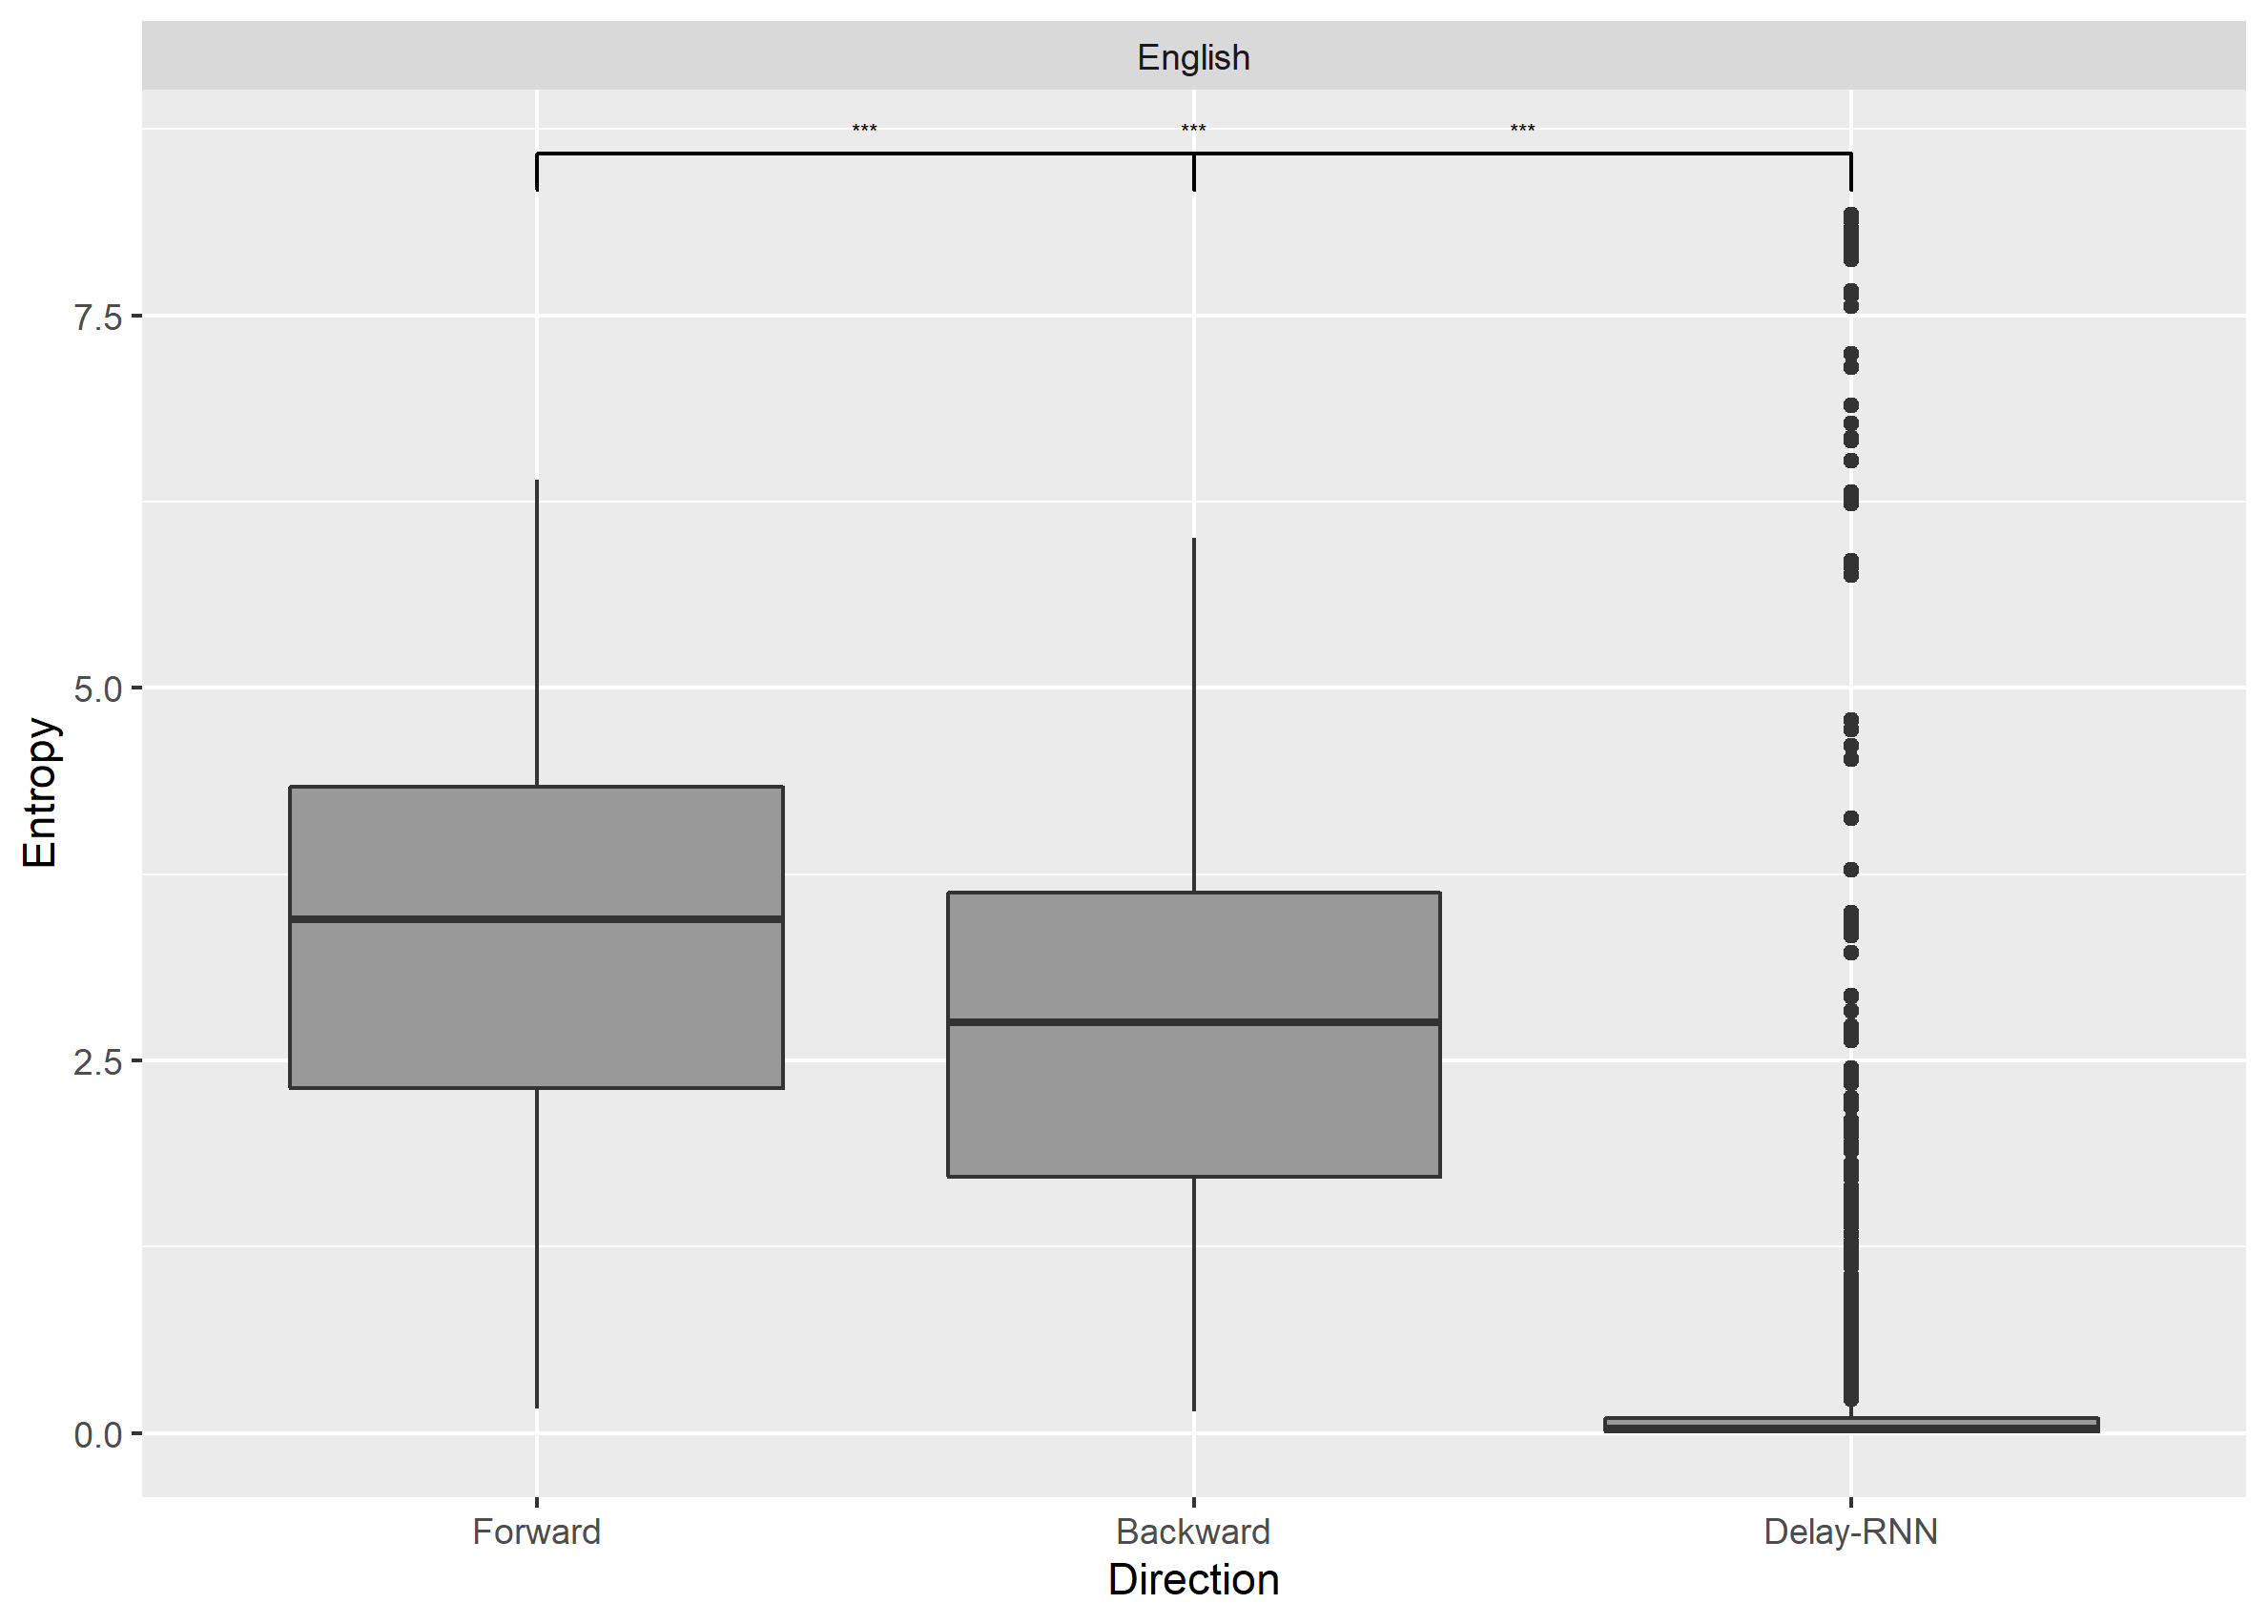 English
*** *** ***
7.5
5.0
2.5
0.0
Entropy
Forward Backward Delay-RNN
Direction